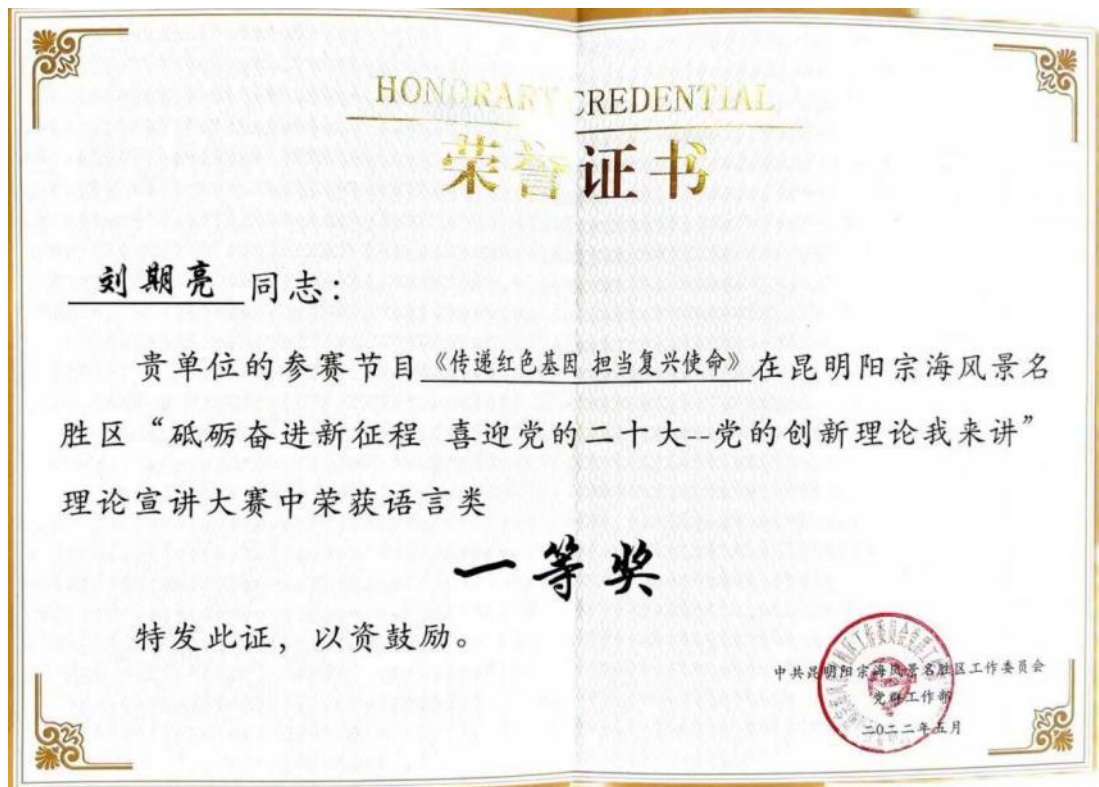 HONORARY CREDENTIAL
荣誉证书
刘期亮 同志：
贵单位的参赛节目《传递红色基因 担当复兴使命》在昆明阳宗海风景名
胜区“砥砺奋进新征程 喜迎党的二十大--党的创新理论我来讲”
理论宣讲大赛中荣获语言类
一等奖
特发此证，以资鼓励。
中共昆明阳宗海风景名胜区工作委员会
党群工作部
二〇二二年五月